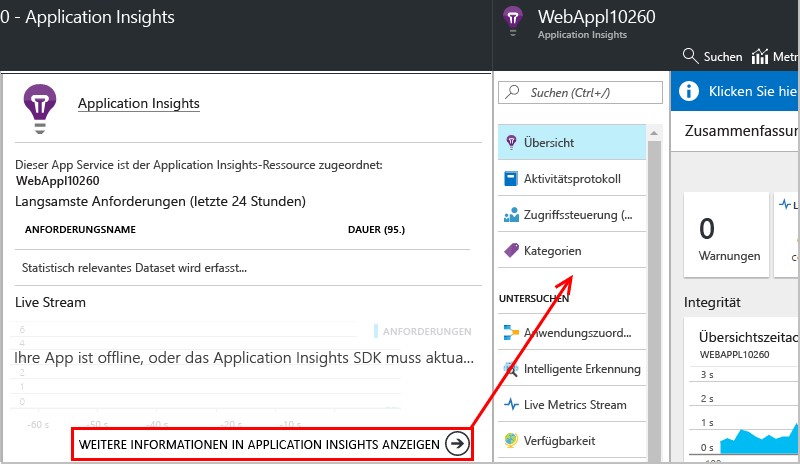 0 - Application Insights
Application Insights
Dieser App Service ist der Application Insights-Ressource zugeordnet:
WebAppl10260
Langsamste Anforderungen (letzte 24 Stunden)
ANFORDERUNGSNAME DAUER (95.)
Statistisch relevantes Dataset wird erfasst...
Live Stream
6
ANFORDERUNGEN
4
Ihre App ist offline, oder das Application Insights SDK muss aktua...
2
0
-60 s -50 s -40 s -30 s -20 s -10 s
WEITERE INFORMATIONEN IN APPLICATION INSIGHTS ANZEIGEN
WebAppl10260
Application Insights
Suchen Metr
Suchen (Ctrl+/)
Übersicht
Aktivitätsprotokoll
Zugriffssteuerung (...
Kategorien
UNTERSUCHEN
Anwendungszuord...
Intelligente Erkennung
Live Metrics Stream
Verfügbarkeit
Klicken Sie hie
Zusammenfassun
0
Warnungen
Integrität
Übersichtszeitac
WEBAPPL10260
3 s
2 s
1 s
0 s